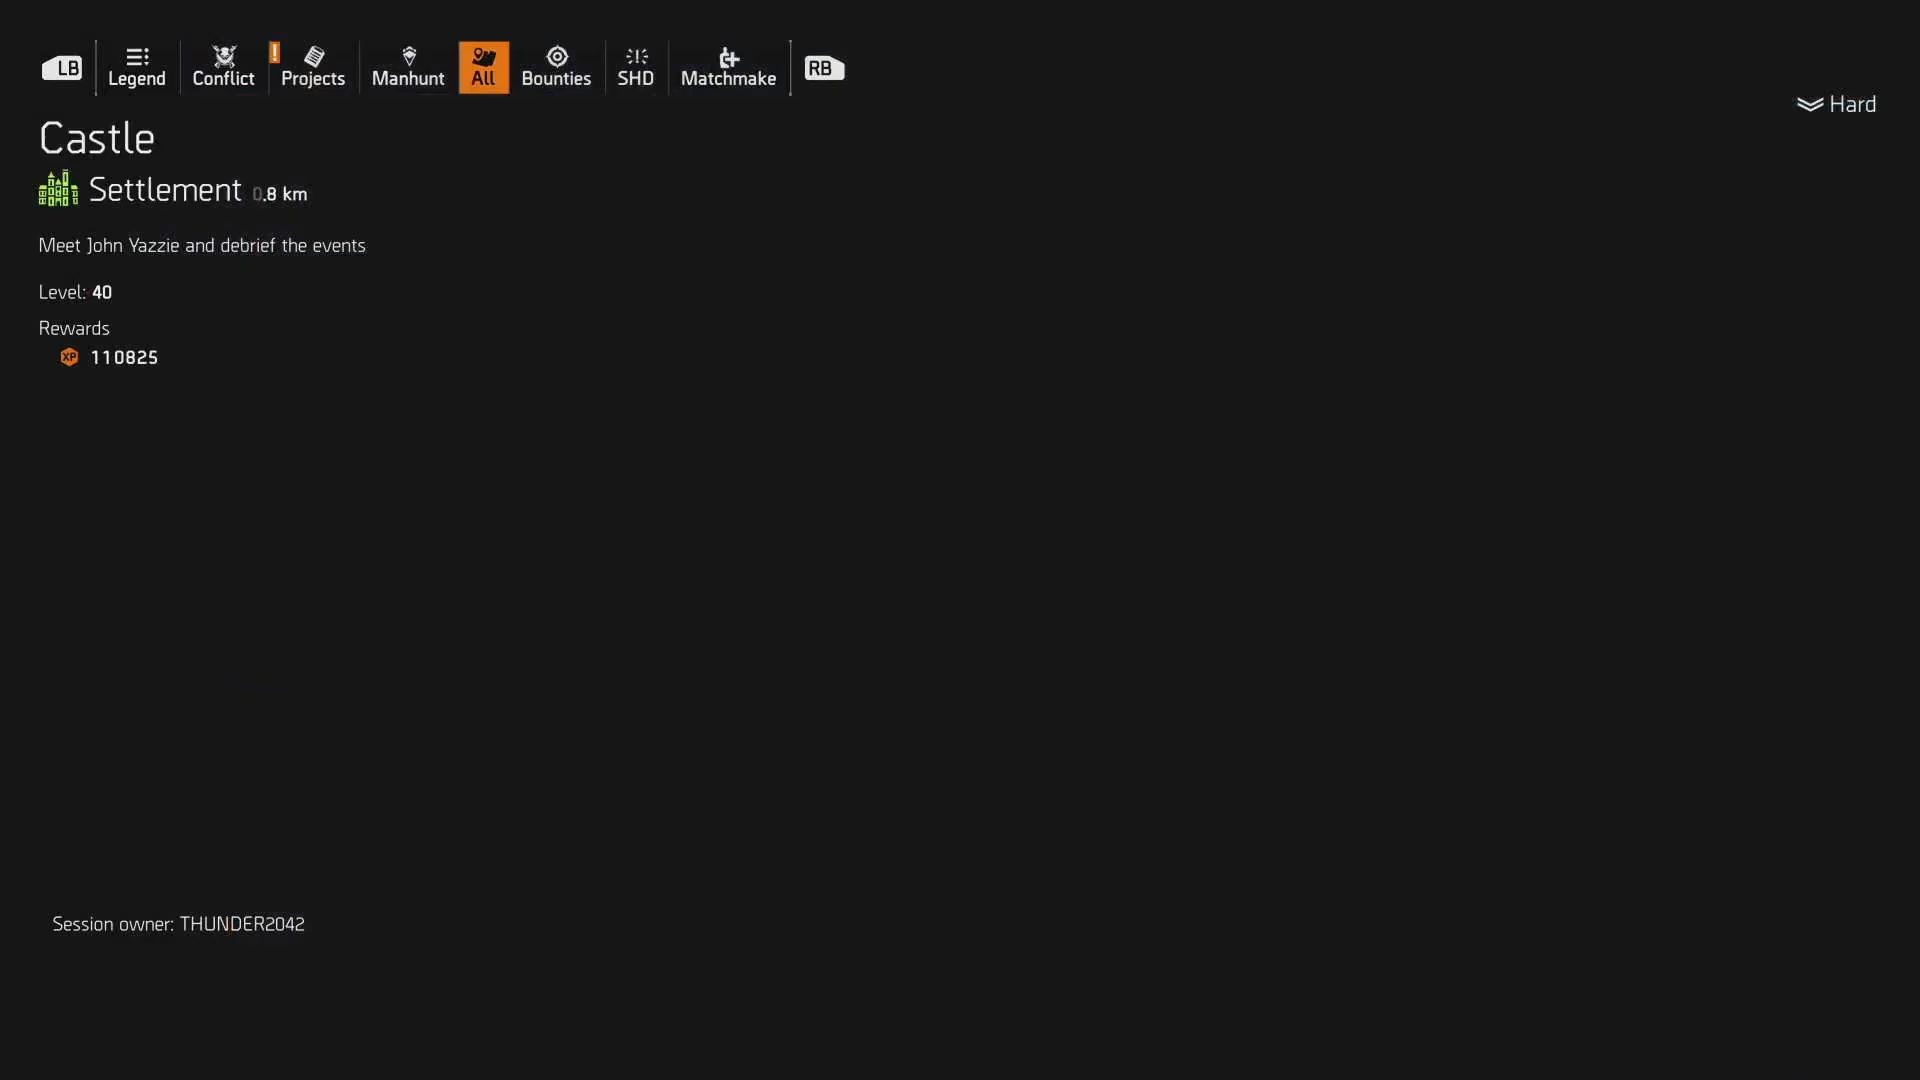 LB
Legend
Conflict
!
Projects
Manhunt
All
Bounties
SHD
Matchmake
RB
Hard
Castle
Settlement 0.8 km
Meet John Yazzie and debrief the events
Level: 40
Rewards
XP 110825
Session owner: THUNDER2042